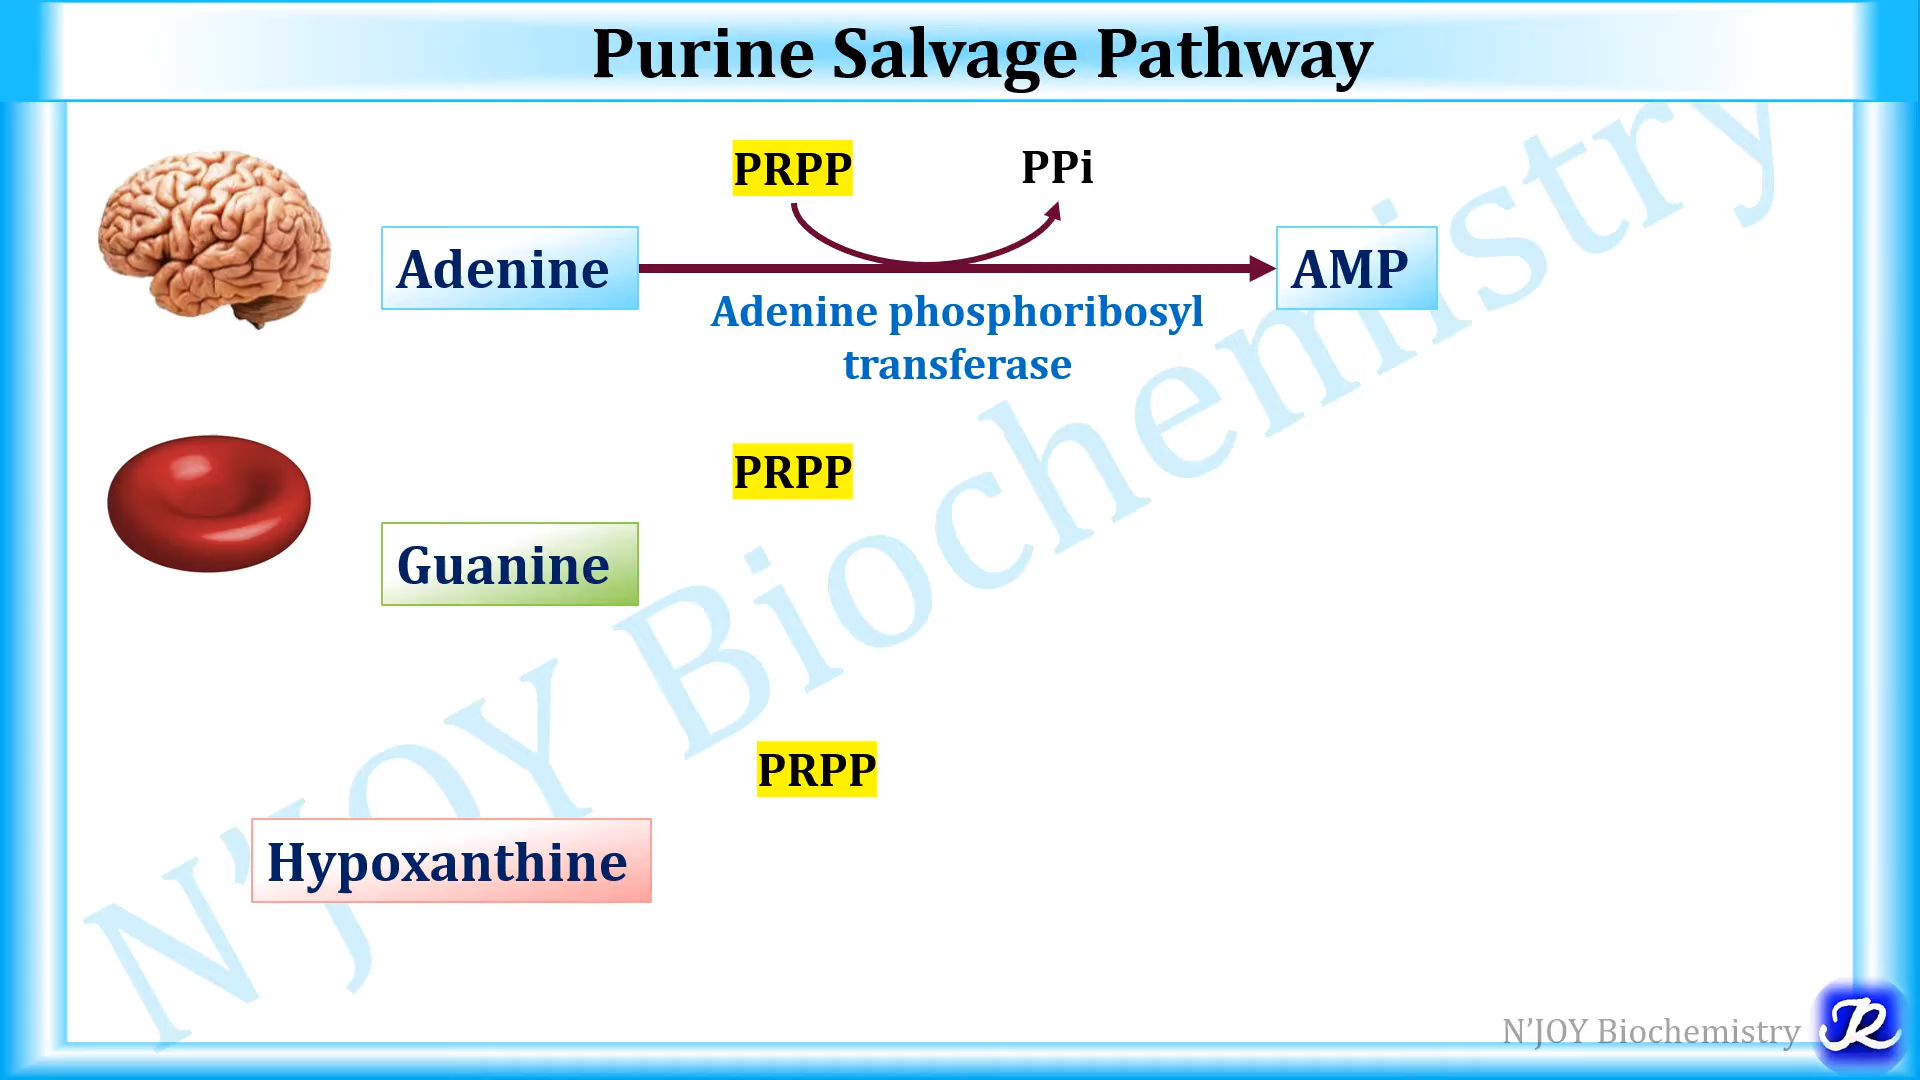 Purine Salvage Pathway
PRPP
PPi
Adenine
AMP
Adenine phosphoribosyl
transferase
PRPP
Guanine
PRPP
Hypoxanthine
N'JOY Biochemistry
N’JOY Biochemistry
R